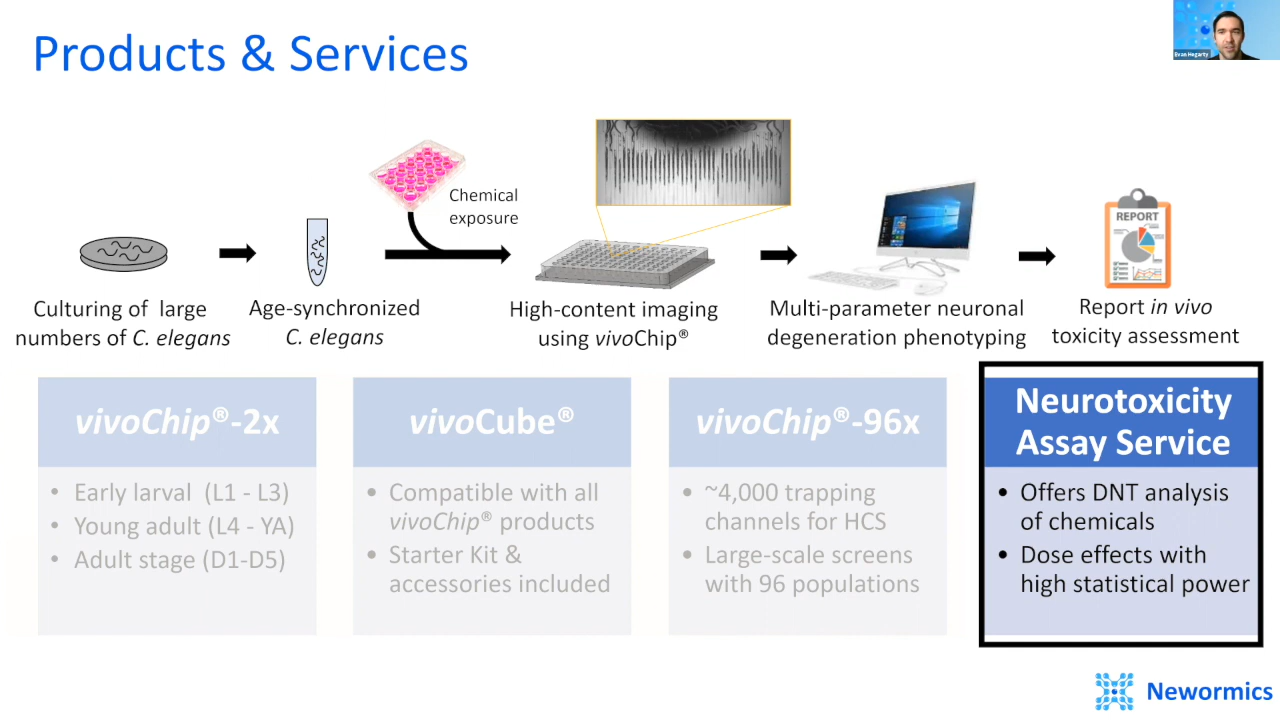 Products & Services
Evan Hegarty
Chemical
exposure
REPORT
Culturing of large
numbers of C. elegans
Age-synchronized
C. elegans
High-content imaging
using vivoChip®
Multi-parameter neuronal
degeneration phenotyping
Report in vivo
toxicity assessment
vivoChip®-2x
• Early larval (L1 - L3)
• Young adult (L4 - YA)
• Adult stage (D1-D5)
vivoCube®
• Compatible with all
vivoChip® products
• Starter Kit &
accessories included
vivoChip®-96x
• ~4,000 trapping
channels for HCS
• Large-scale screens
with 96 populations
Neurotoxicity
Assay Service
• Offers DNT analysis
of chemicals
• Dose effects with
high statistical power
Newormics